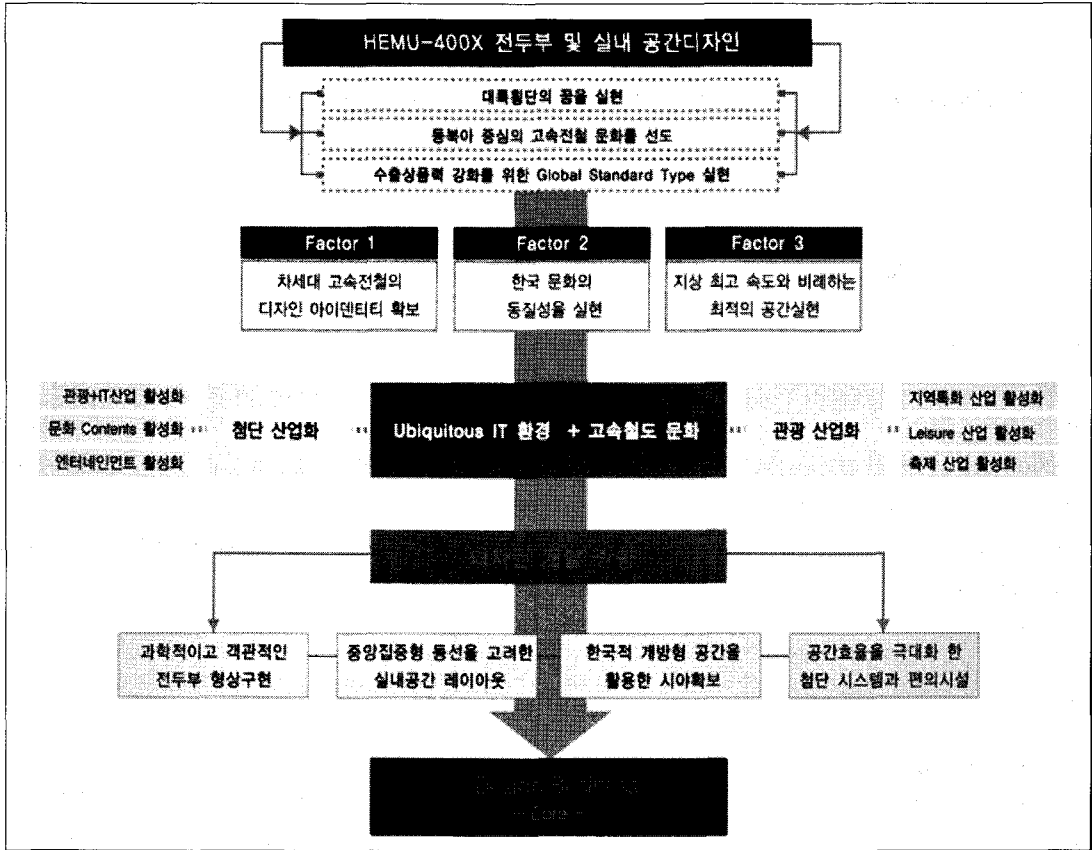 HEMU-400X 전두부 및 실내 공간디자인
대륙횡단의 꿈을 실현
동북아 중심의 고속전철 문화를 선도
수출상품력 강화를 위한 Global Standard Type 실현
Factor 1
Factor 2
Factor 3
차세대 고속전철의
디자인 아이덴티티 확보
한국 문화의
동질성을 실현
지상 최고 속도와 비례하는
최적의 공간실현
관광+IT산업 활성화
문화 Contents 활성화
엔터네인먼트 활성화
첨단 산업화
Ubiquitous IT 환경 + 고속철도 문화
관광 산업화
지역특화 산업 활성화
Leisure 산업 활성화
축제 산업 활성화
과학적이고 객관적인
전두부 형상구현
중앙집중형 동선을 고려한
실내공간 레이아웃
한국적 개방형 공간을
활용한 시야확보
공간효율을 극대화 한
첨단 시스템과 편의시설
- Core -